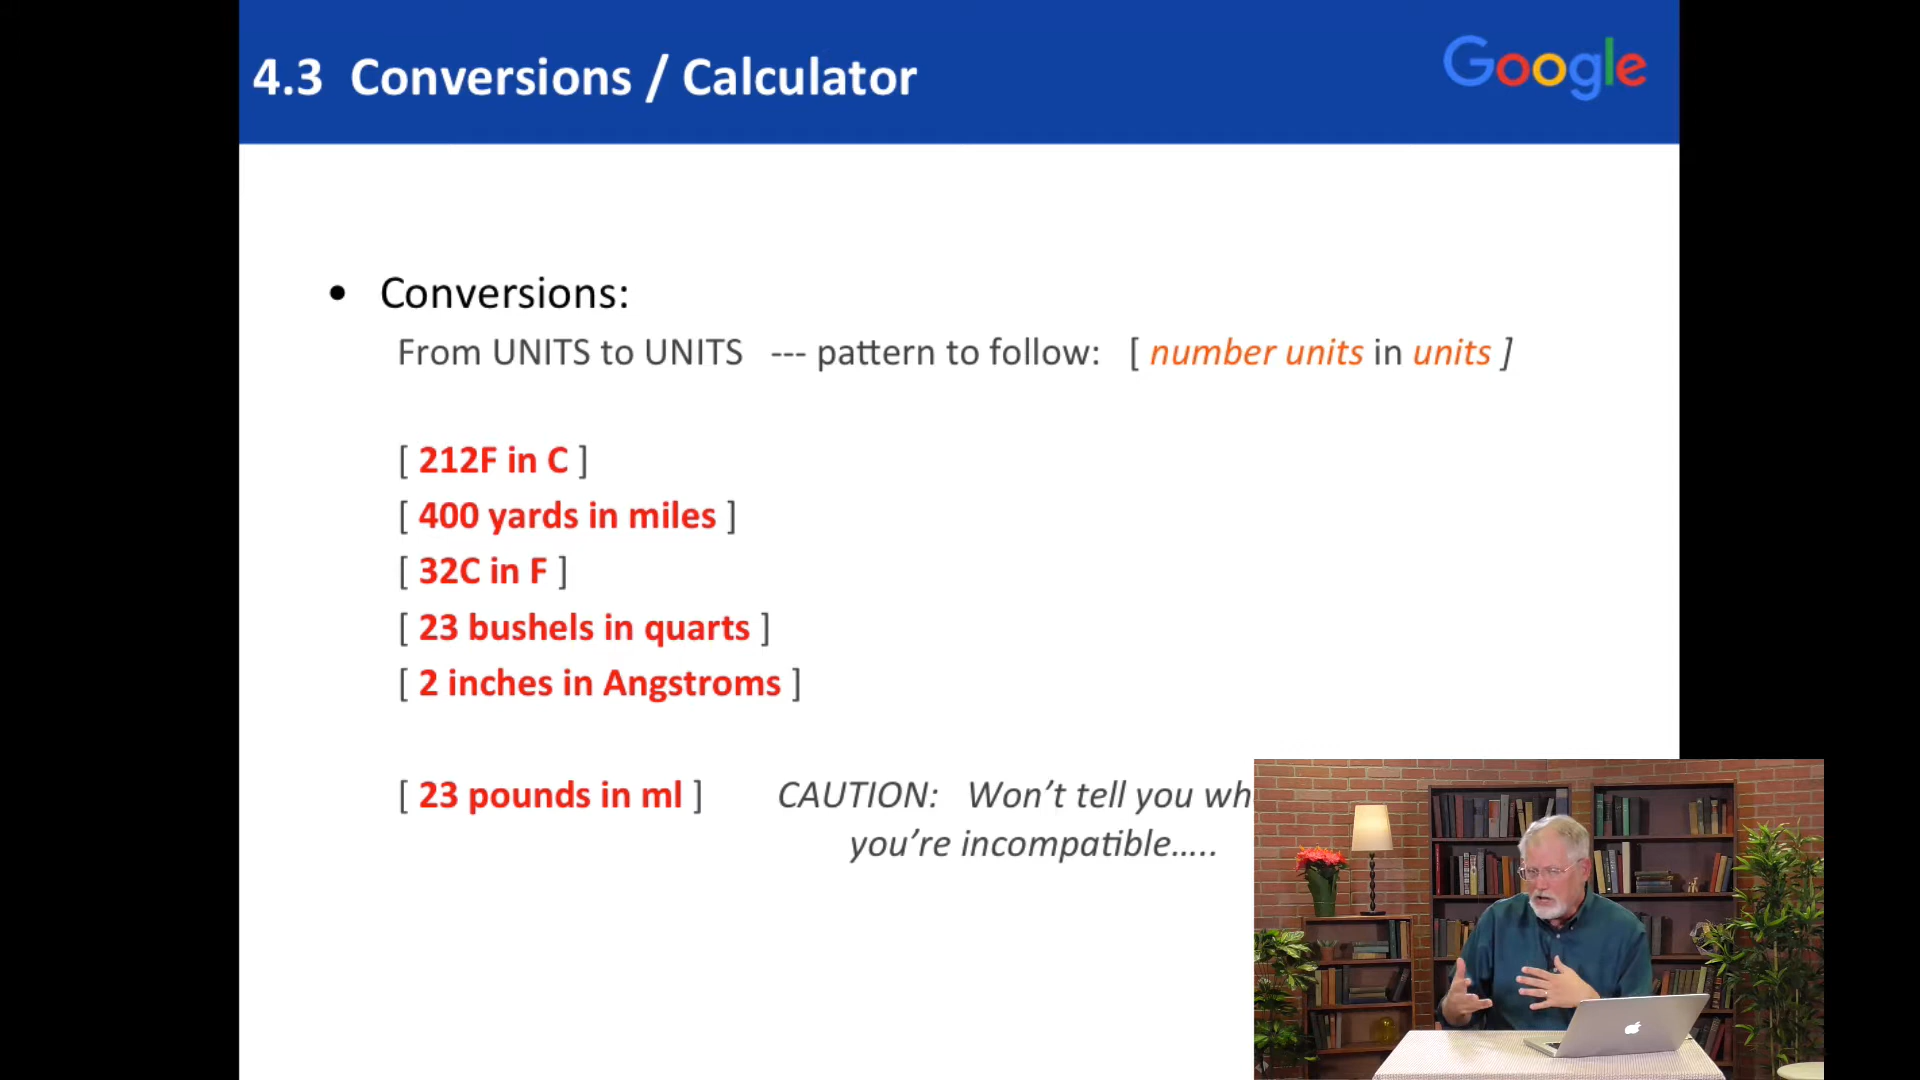 4.3 Conversions / Calculator
Google
• Conversions:
From UNITS to UNITS --- pattern to follow: [ number units in units ]
[ 212F in C ]
[ 400 yards in miles ]
[ 32C in F ]
[ 23 bushels in quarts ]
[ 2 inches in Angstroms ]
[ 23 pounds in ml ] CAUTION: Won’t tell you
you’re incompatible…..